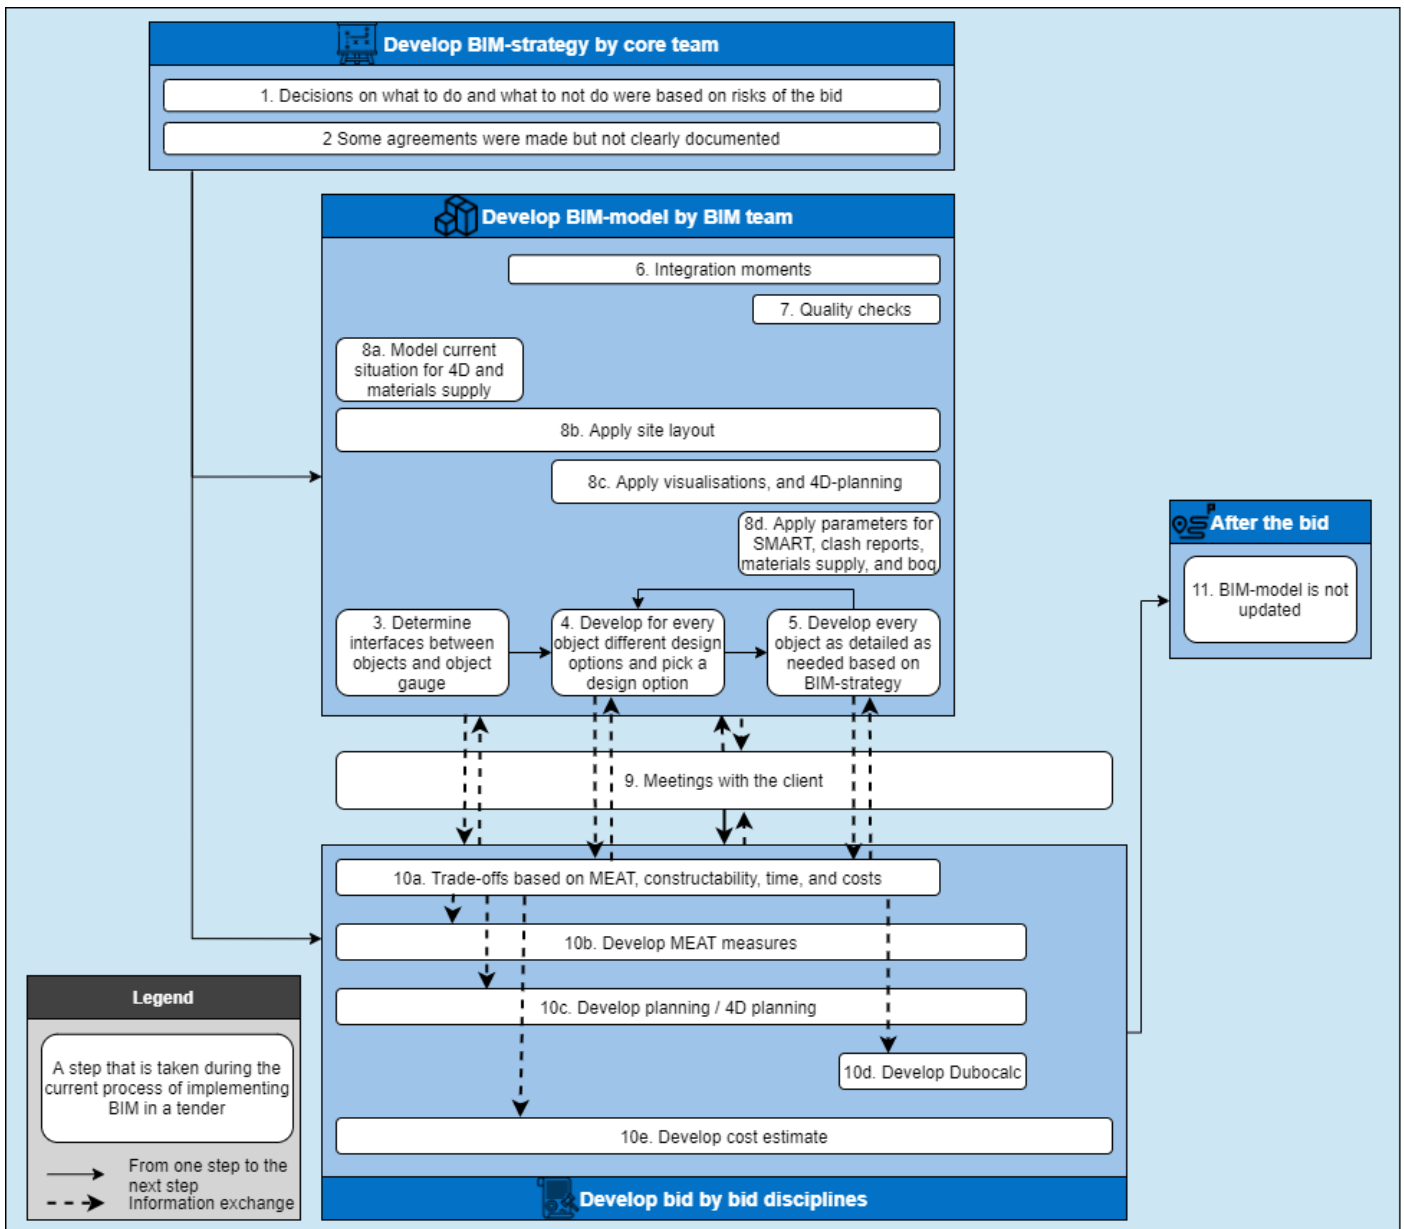 Develop BIM-strategy by core team
1. Decisions on what to do and what to not do were based on risks of the bid
2 Some agreements were made but not clearly documented
Develop BIM-model by BIM team
6. Integration moments
7. Quality checks
8a. Model current
situation for 4D and
materials supply
8b. Apply site layout
8c. Apply visualisations, and 4D-planning
8d. Apply parameters for
SMART, clash reports,
materials supply, and boq
3. Determine
interfaces between
objects and object
gauge
4. Develop for every
object different design
options and pick a
design option
5. Develop every
object as detailed as
needed based on
BIM-strategy
After the bid
11. BIM-model is not
updated
9. Meetings with the client
10a. Trade-offs based on MEAT, constructability, time, and costs
10b. Develop MEAT measures
10c. Develop planning / 4D planning
10d. Develop Dubocalc
10e. Develop cost estimate
Develop bid by bid disciplines
Legend
A step that is taken during the
current process of implementing
BIM in a tender
From one step to the
next step
Information exchange